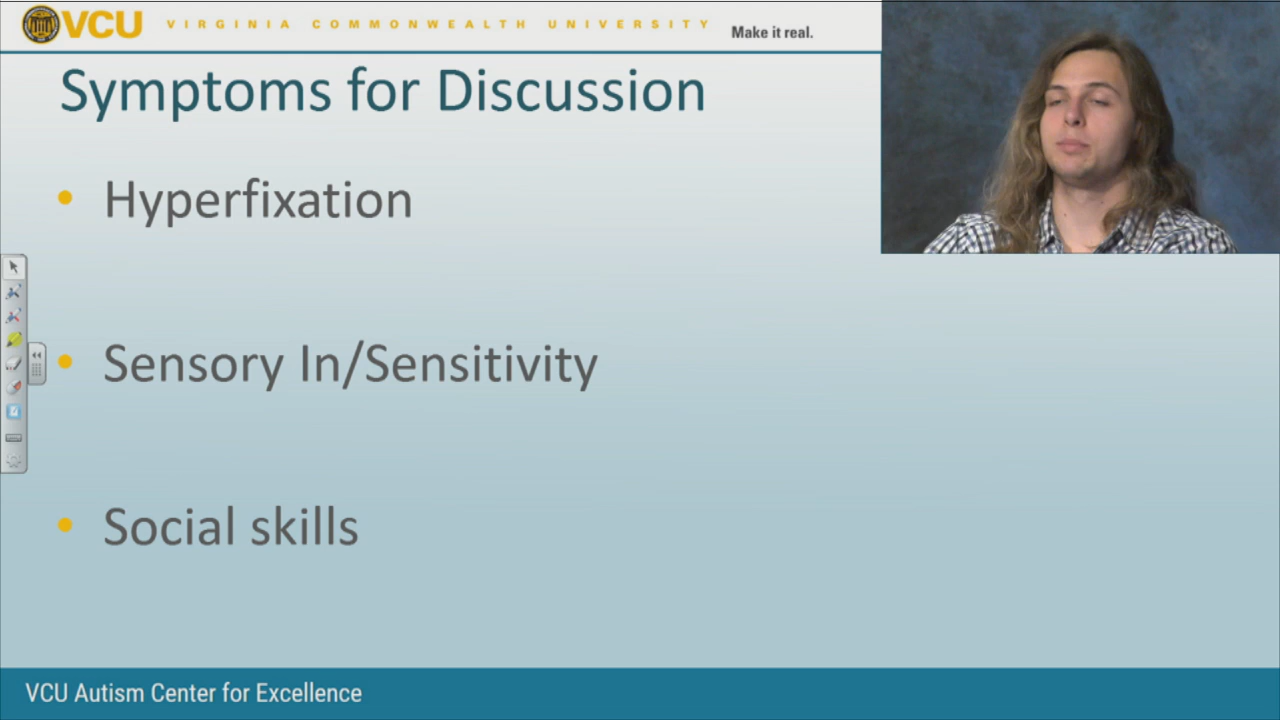 VCU VIRGINIA COMMONWEALTH UNIVERSITY Make it real.
Symptoms for Discussion
• Hyperfixation
• Sensory In/Sensitivity
• Social skills
VCU Autism Center for Excellence